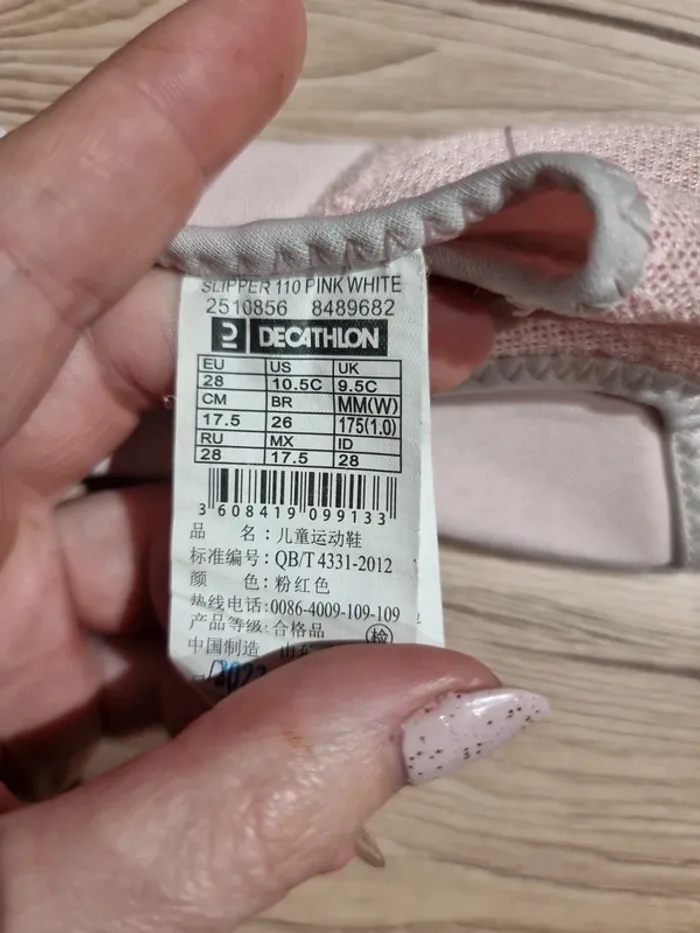 SLIPPER 110 PINK WHITE
2510856 8489682
DECATHLON
EU US UK
28 10.5C 9.5C
CM BR MM(W)
17.5 26 175(1.0)
RU MX ID
28 17.5 28
3 608419 099133
品 名：儿童运动鞋
标准编号：QB/T 4331-2012
颜 色：粉红色
热线电话:0086-4009-109-109
产品等级:合格品
检
中国制造 山东